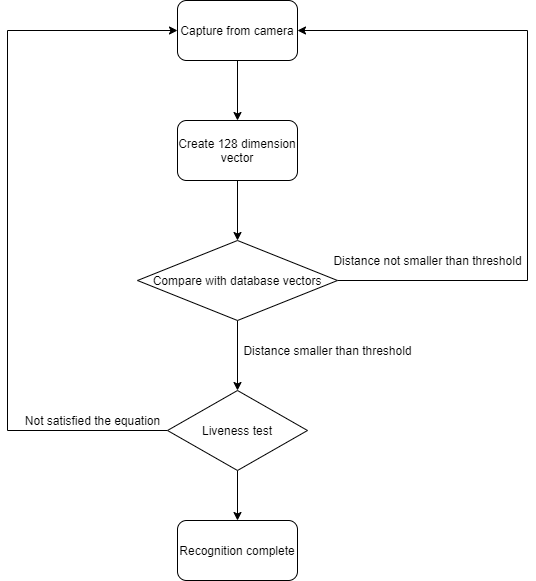 Capture from camera
Create 128 dimension
vector
Distance not smaller than threshold
Compare with database vectors
Distance smaller than threshold
Not satisfied the equation
Liveness test
Recognition complete